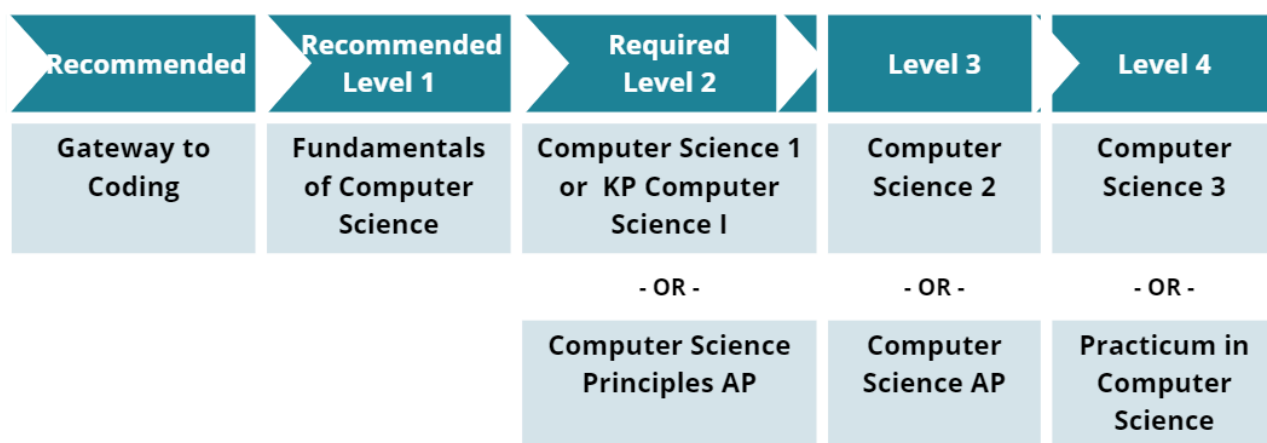 Recommended
Recommended
Level 1
Required
Level 2
Level 3
Level 4
Gateway to
Coding
Fundamentals
of Computer
Science
Computer Science 1
or KP Computer
Science I
Computer
Science 2
Computer
Science 3
- OR -
- OR -
- OR -
Computer Science
Principles AP
Computer
Science AP
Practicum in
Computer
Science